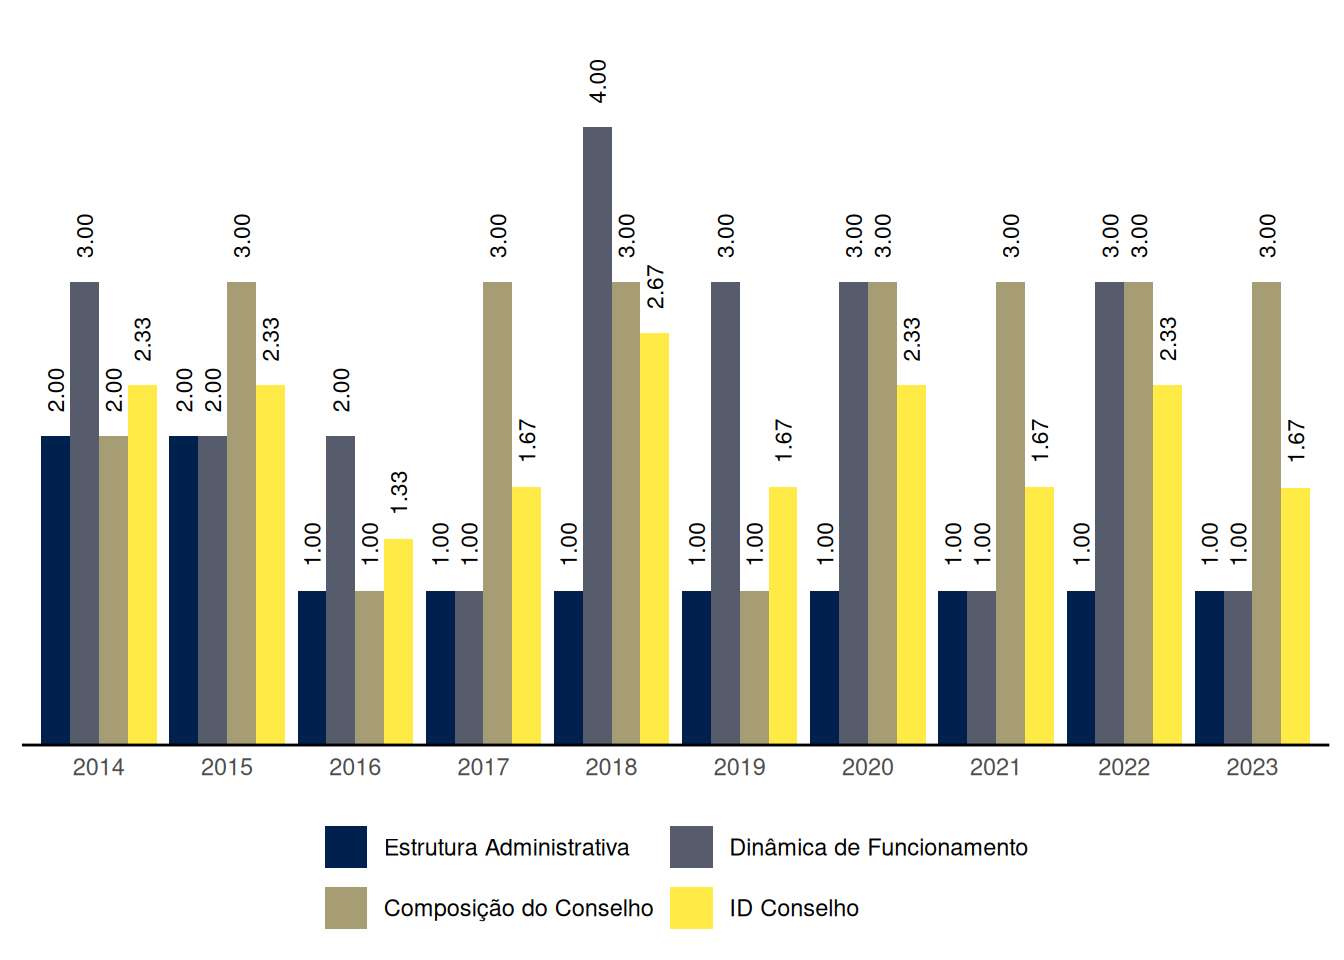 4.00
3.00 3.00 3.00 3.00 3.00 3.00 3.00 3.00 3.00 3.00 3.00
2.67
2.33 2.33 2.33 2.33
2.00 2.00 2.00 2.00 2.00
1.67 1.67 1.67 1.67
1.33
1.00 1.00 1.00 1.00 1.00 1.00 1.00 1.00 1.00 1.00 1.00 1.00 1.00
2014 2015 2016 2017 2018 2019 2020 2021 2022 2023
Estrutura Administrativa Dinâmica de Funcionamento
Composição do Conselho ID Conselho